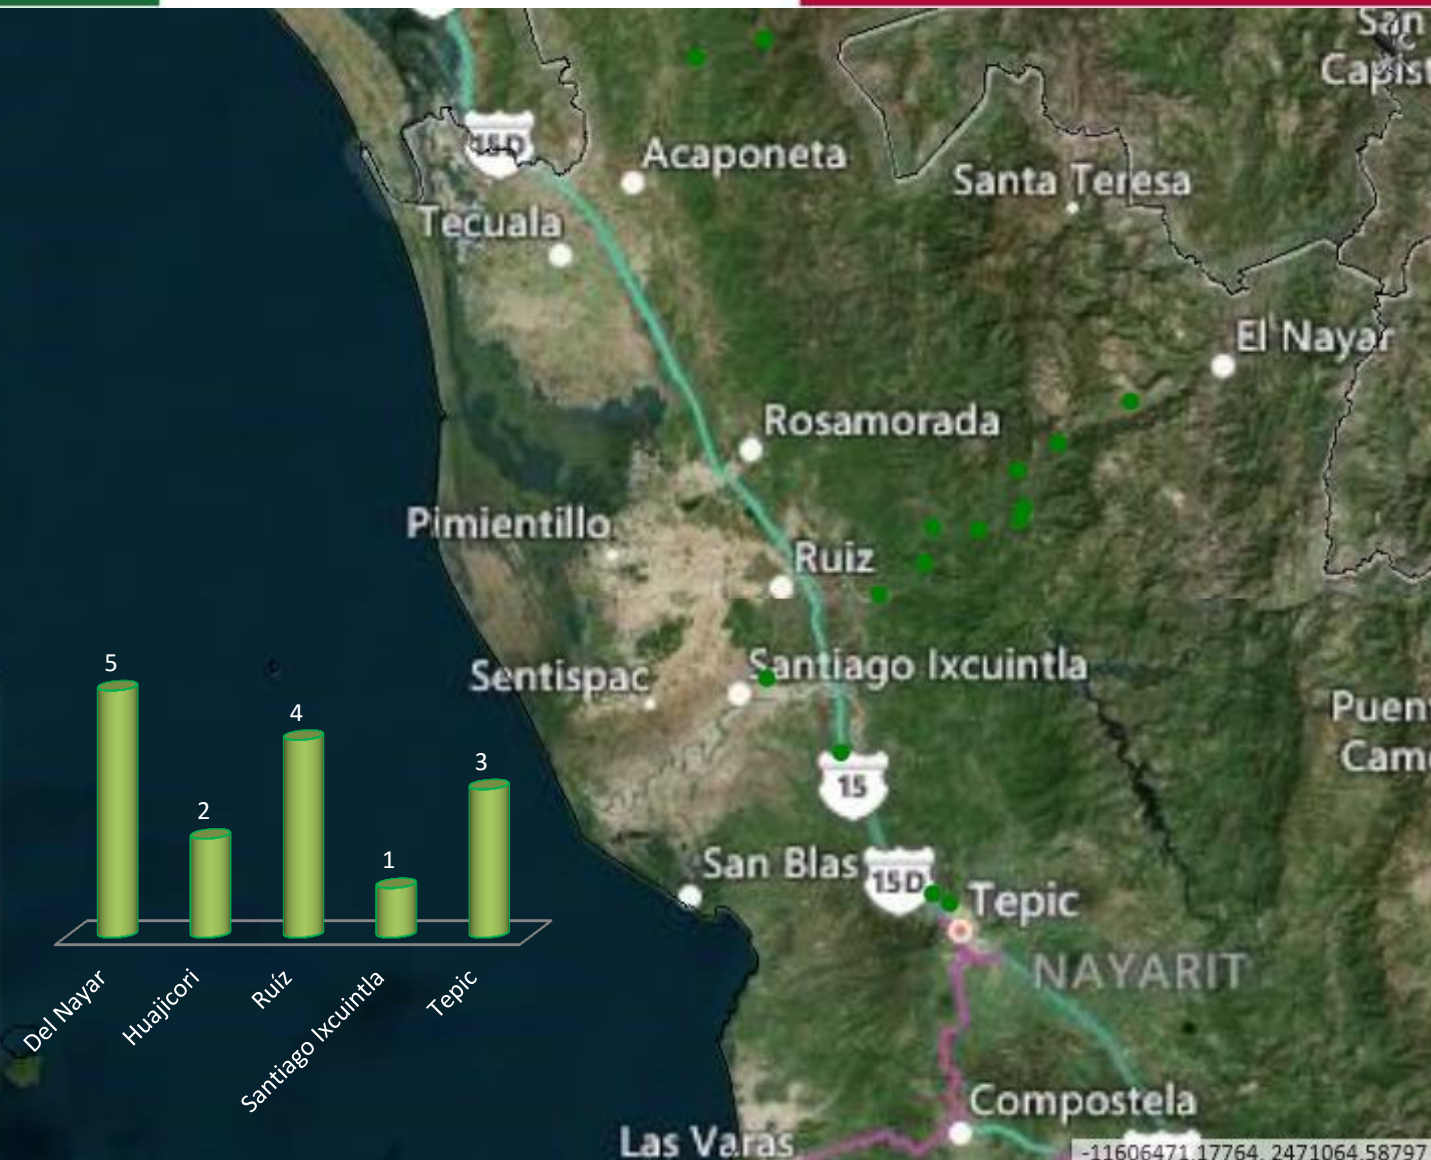 San
Capist
15D
Acaponeta
Santa Teresa
Tecuala
El Nayar
Rosamorada
Pimientillo
Ruiz
Santiago Ixcuintla
Sentispac
Puen
Cam
15
San Blas
15D
Tepic
NAYARIT
Compostela
Las Varas
-11606471,17764, 2471064,58797
5
2
4
1
3
Del Nayar
Huajicori
Ruíz
Santiago Ixcuintla
Tepic